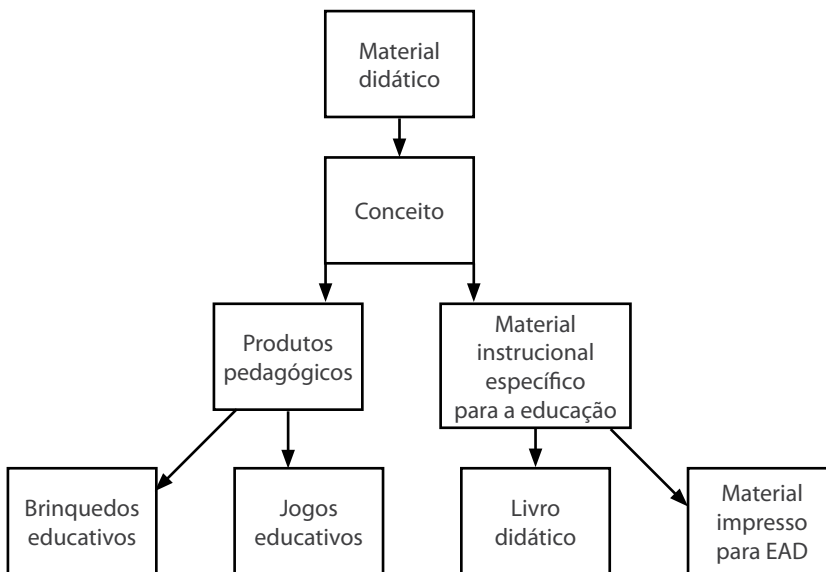 Material
didático
Conceito
Produtos
pedagógicos
Material
instrucional
específico
para a educação
Brinquedos
educativos
Jogos
educativos
Livro
didático
Material
impresso
para EAD